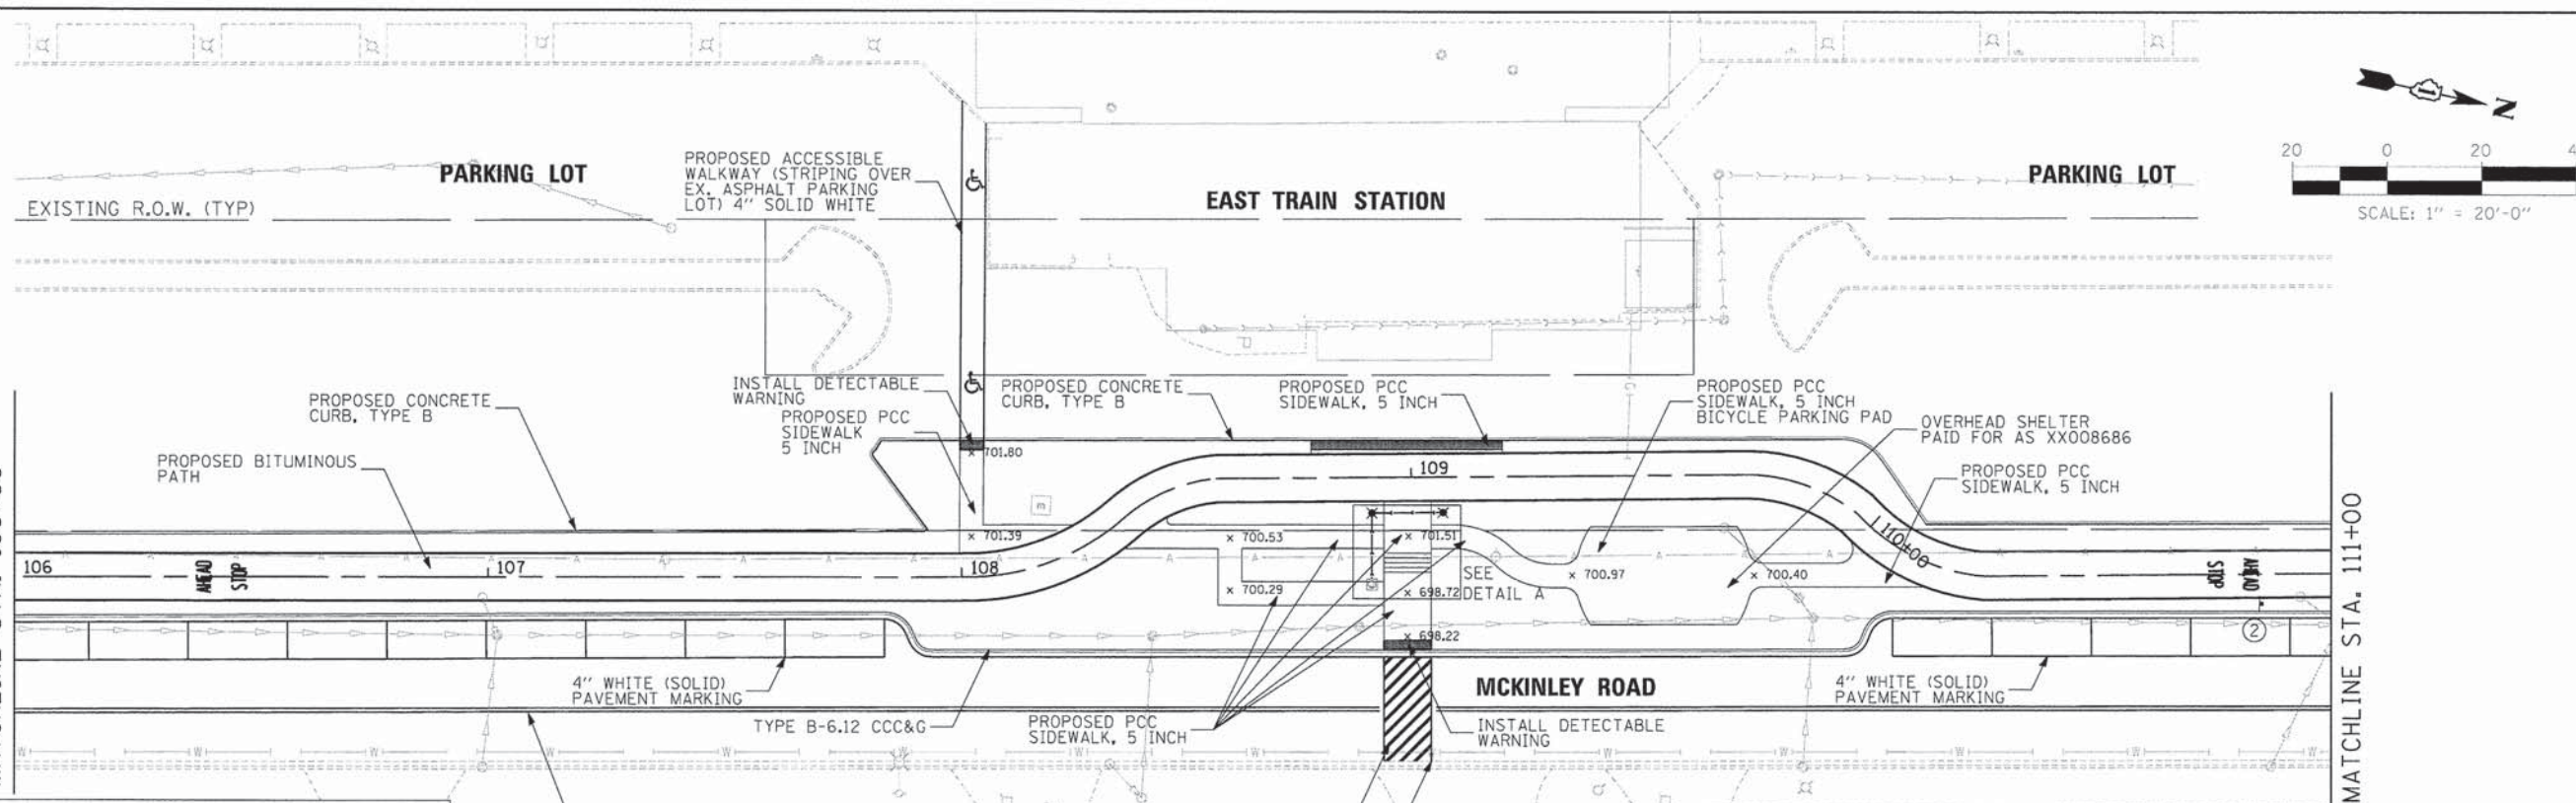 PARKING LOT
EXISTING R.O.W. (TYP)
PROPOSED ACCESSIBLE
WALKWAY (STRIPING OVER
EX. ASPHALT PARKING
LOT) 4" SOLID WHITE
EAST TRAIN STATION
PARKING LOT
N
20 0 20
SCALE: 1" = 20'-0"
PROPOSED CONCRETE
CURB, TYPE B
PROPOSED BITUMINOUS
PATH
INSTALL DETECTABLE
WARNING
PROPOSED PCC
SIDEWALK
5 INCH
PROPOSED CONCRETE
CURB, TYPE B
PROPOSED PCC
SIDEWALK, 5 INCH
PROPOSED PCC
SIDEWALK, 5 INCH
BICYCLE PARKING PAD
OVERHEAD SHELTER
PAID FOR AS XX008686
PROPOSED PCC
SIDEWALK, 5 INCH
701.80
109
m
701.39
700.53
701.51
110+00
106
AHEAD
STOP
107
108
700.29
SEE
DETAIL A
698.72
700.97
700.40
STOP
AHEAD
698.22
2
4" WHITE (SOLID)
PAVEMENT MARKING
TYPE B-6.12 CCC&G
PROPOSED PCC
SIDEWALK, 5 INCH
MCKINLEY ROAD
INSTALL DETECTABLE
WARNING
4" WHITE (SOLID)
PAVEMENT MARKING
MATCHLINE STA. 111+00